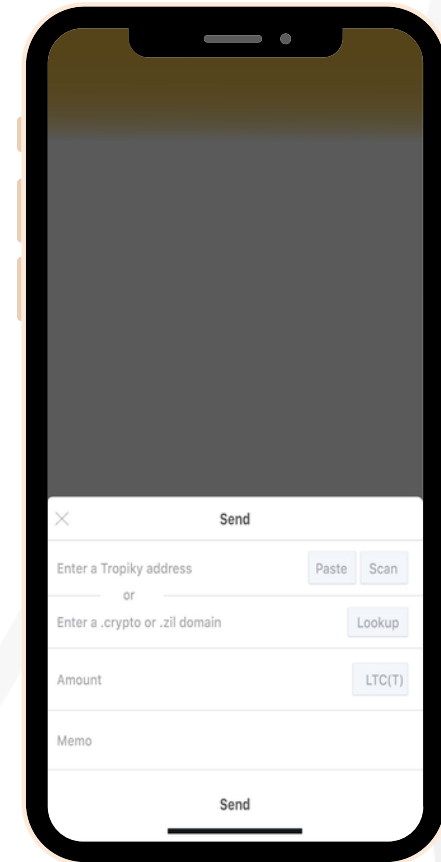 Send
Enter a Tropiky address Paste Scan
or
Enter a .crypto or .zil domain Lookup
Amount LTC(T)
Memo
Send